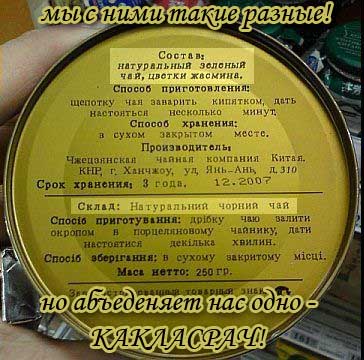 мы с ними такие разные!
Состав:
натуральный зеленый
чай, цветки жасмина.
Способ приготовления:
щепотку чая заварить кипятком, дать
настояться несколько минут.
Способ хранения:
в сухом закрытом месте.
Производитель:
Чжецзянская чайная компания Китая.
КНР, г. Ханчжоу, ул. Янь-Ань, д.310
Срок хранения: 3 года. 12.2007
Склад: Натуральний чорний чай
Спосіб приготування: дрібку чаю залити
окропом в порцеляновому чайнику, дати
настоятися декілька хвилин.
Спосіб зберігання: в сухому закритому місці.
Маса нетто: 250 ГР.
товарный знак
но абъеденяет нас одно -
КАКЛАСРАЧ!